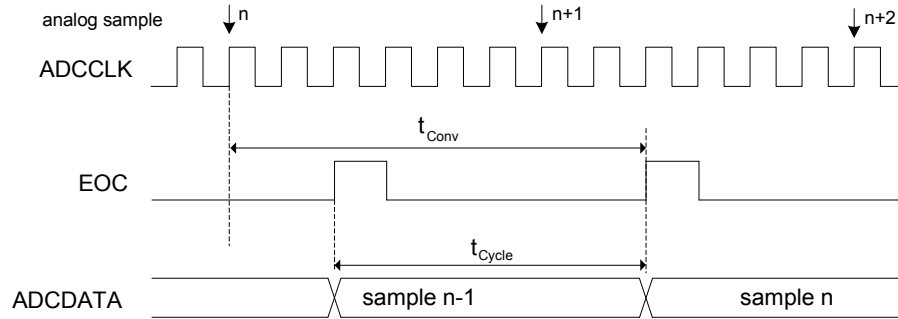 analog sample n n+1 n+2
ADCCLK
tConv
EOC
tCycle
ADCDATA sample n-1 sample n